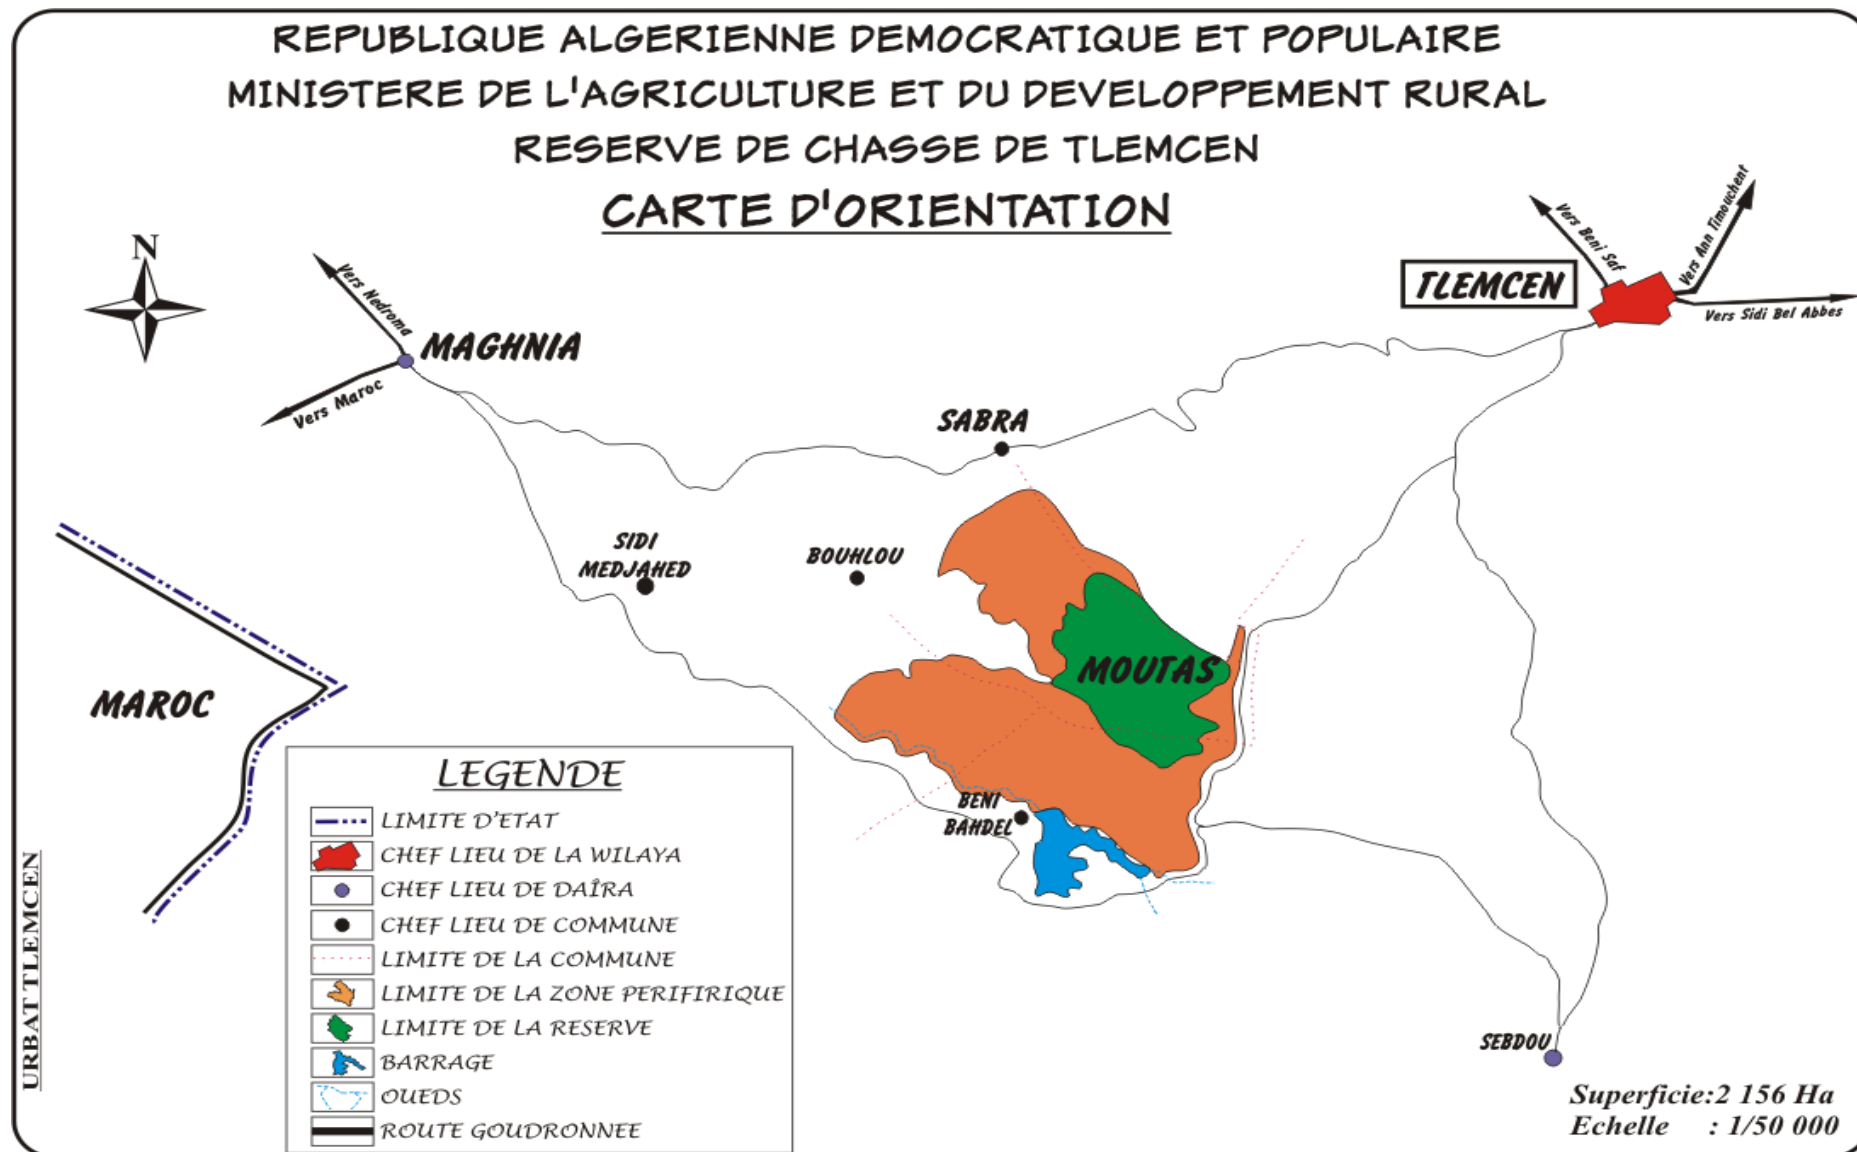 REPUBLIQUE ALGERIENNE DEMOCRATIQUE ET POPULAIRE
MINISTERE DE L'AGRICULTURE ET DU DEVELOPPEMENT RURAL
RESERVE DE CHASSE DE TLEMCEN
CARTE D'ORIENTATION
N
Vers Nedroma
MAGHNIA
Vers Maroc
Vers Beni Saf
Vers Ann Timouchent
TLEMCEN
Vers Sidi Bel Abbes
SABRA
SIDI
MEDJAHED
BOUHLOU
MOUTAS
MAROC
BENI
BAHDEL
SEBDOU
LEGENDE
LIMITE D'ETAT
CHEF LIEU DE LA WILAYA
CHEF LIEU DE DAÎRA
CHEF LIEU DE COMMUNE
LIMITE DE LA COMMUNE
LIMITE DE LA ZONE PERIFIRIQUE
LIMITE DE LA RESERVE
BARRAGE
OUEDS
ROUTE GOUDRONNEE
URBAT TLEMCEN
Superficie:2 156 Ha
Echelle : 1/50 000